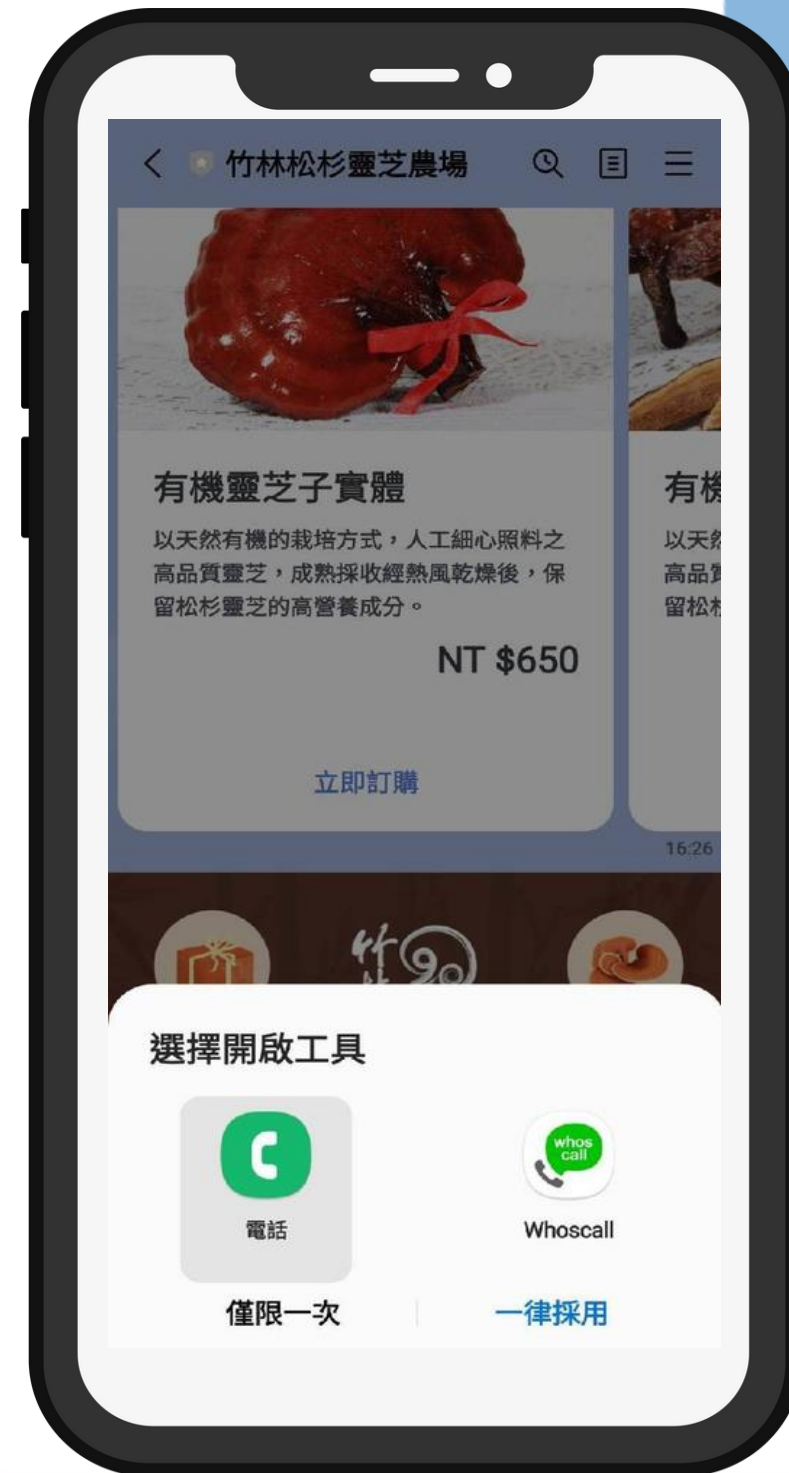 竹林松杉靈芝農場
有機靈芝子實體
以天然有機的栽培方式，人工細心照料之
高品質靈芝，成熟採收經熱風乾燥後，保
留松杉靈芝的高營養成分。
NT $650
立即訂購
有機
以天然
高品質
留松杉
16:26
竹
選擇開啟工具
電話
whos
call
Whoscall
僅限一次
一律採用